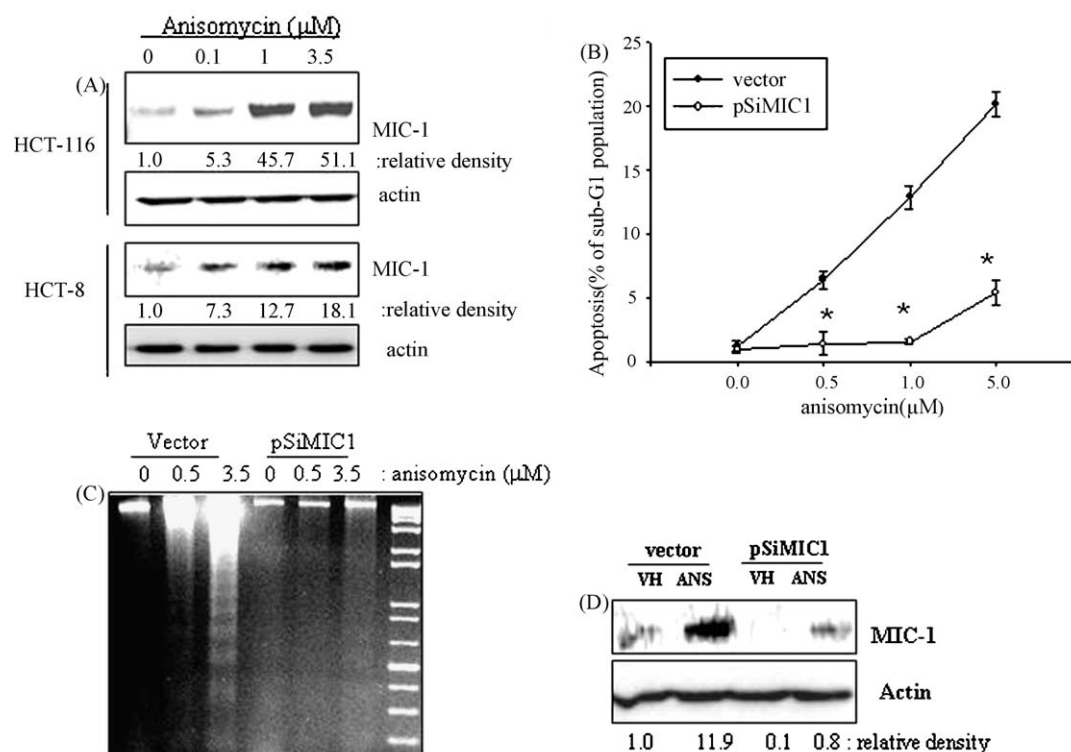 Anisomycin (µM)
0 0.1 1 3.5
(A)
HCT-116
MIC-1
1.0 5.3 45.7 51.1 :relative density
actin
HCT-8
MIC-1
1.0 7.3 12.7 18.1 :relative density
actin
(B)
vector
pSiMIC1
Apoptosis(% of sub-G1 population)
25
20
15
10
5
0
* * *
0.0 0.5 1.0 5.0
anisomycin(µM)
(C)
Vector pSiMIC1
0 0.5 3.5 0 0.5 3.5 : anisomycin (µM)
(D)
vector pSiMIC1
VH ANS VH ANS
MIC-1
Actin
1.0 11.9 0.1 0.8 : relative density